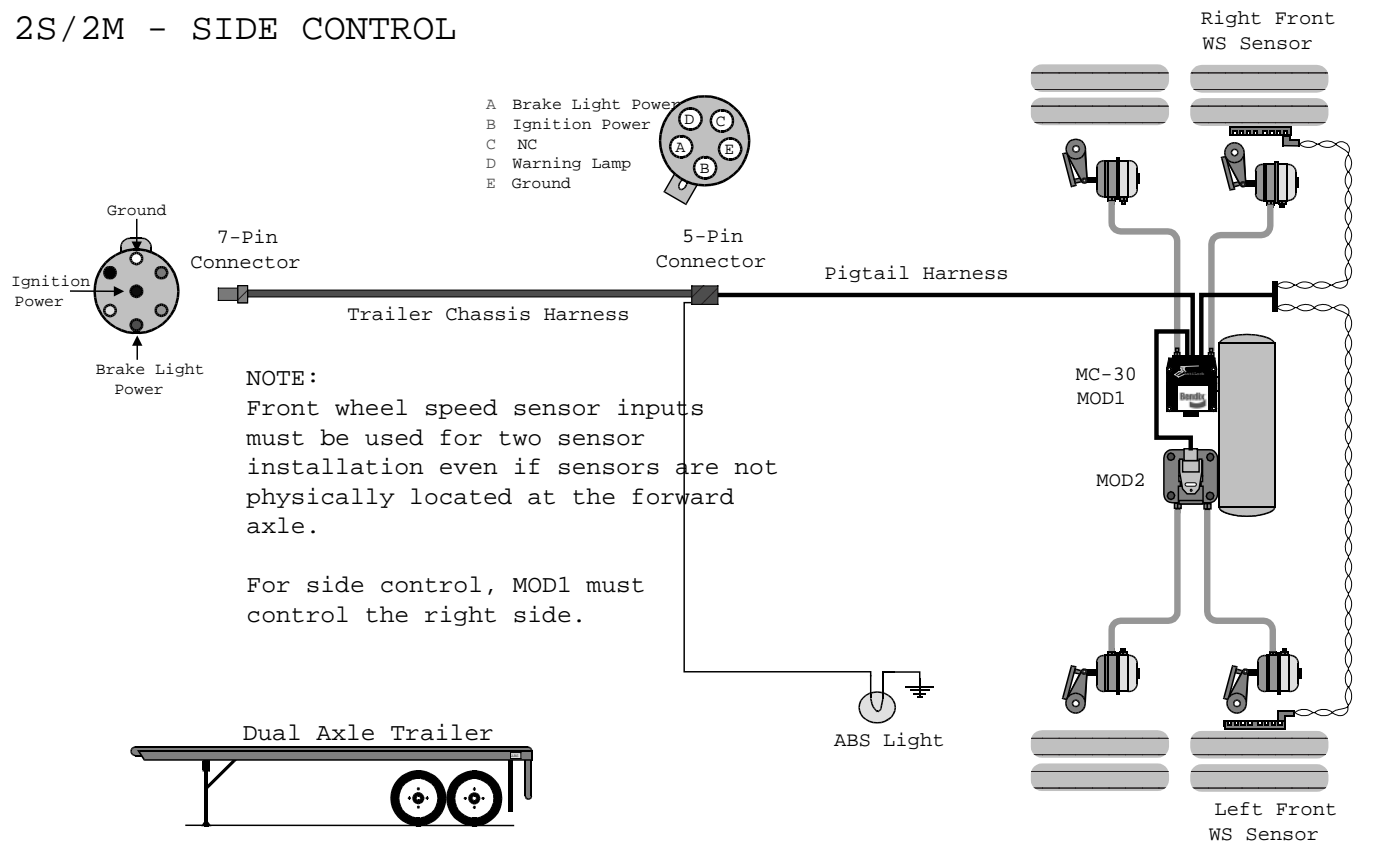 2S/2M - SIDE CONTROL
Right Front
WS Sensor
A Brake Light Power
B Ignition Power
C NC
D Warning Lamp
E Ground
D
C
A
E
B
Ground
7-Pin
Connector
5-Pin
Connector
Ignition
Power
Pigtail Harness
Trailer Chassis Harness
Brake Light
Power
MC-30
MOD1
Bendix
MOD2
NOTE:
Front wheel speed sensor inputs
must be used for two sensor
installation even if sensors are not
physically located at the forward
axle.
For side control, MOD1 must
control the right side.
ABS Light
Dual Axle Trailer
Left Front
WS Sensor